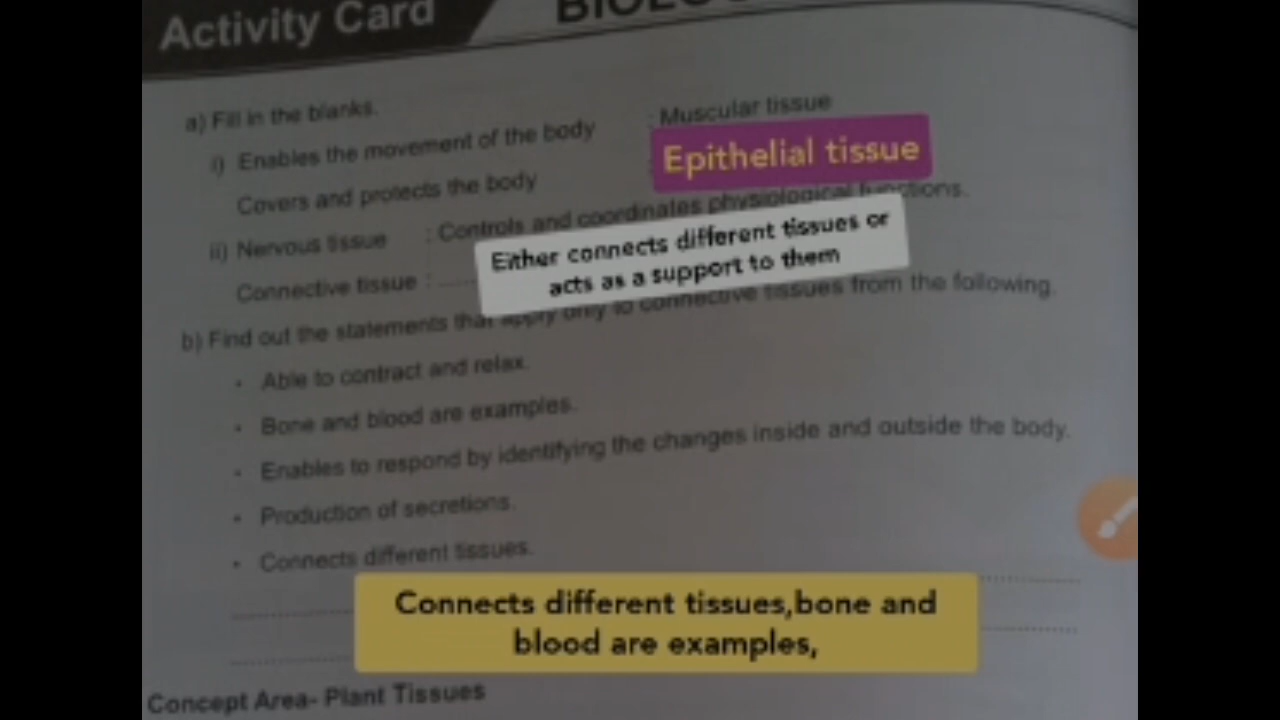 Activity Card
a) Fill in the blanks.
i) Enables the movement of the body : Muscular tissue
Covers and protects the body : Epithelial tissue
ii) Nervous tissue : Controls and coordinates physiological functions.
Connective tissue : Either connects different tissues or
acts as a support to them
b) Find out the statements that apply only to connective tissues from the following.
• Able to contract and relax.
• Bone and blood are examples.
• Enables to respond by identifying the changes inside and outside the body.
• Production of secretions.
• Connects different tissues.
Connects different tissues,bone and
blood are examples,
Concept Area- Plant Tissues